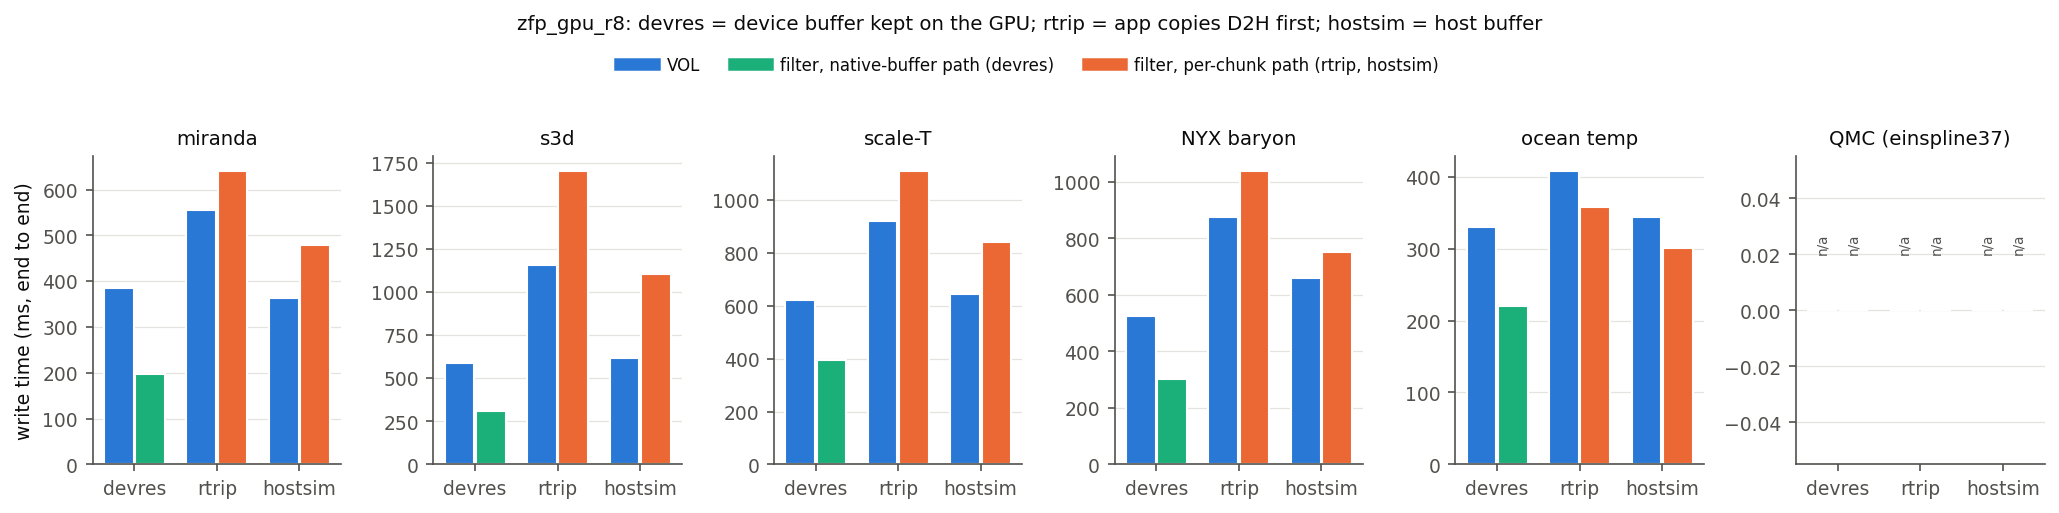 zfp_gpu_r8: devres = device buffer kept on the GPU; rtrip = app copies D2H first; hostsim = host buffer
VOL filter, native-buffer path (devres) filter, per-chunk path (rtrip, hostsim)
write time (ms, end to end)
miranda
600
500
400
300
200
100
0
devres rtrip hostsim
s3d
1750
1500
1250
1000
750
500
250
0
devres rtrip hostsim
scale-T
1000
800
600
400
200
0
devres rtrip hostsim
NYX baryon
1000
800
600
400
200
0
devres rtrip hostsim
ocean temp
400
300
200
100
0
devres rtrip hostsim
QMC (einspline37)
0.04
0.02
0.00
−0.02
−0.04
n/a n/a n/a n/a n/a n/a
devres rtrip hostsim